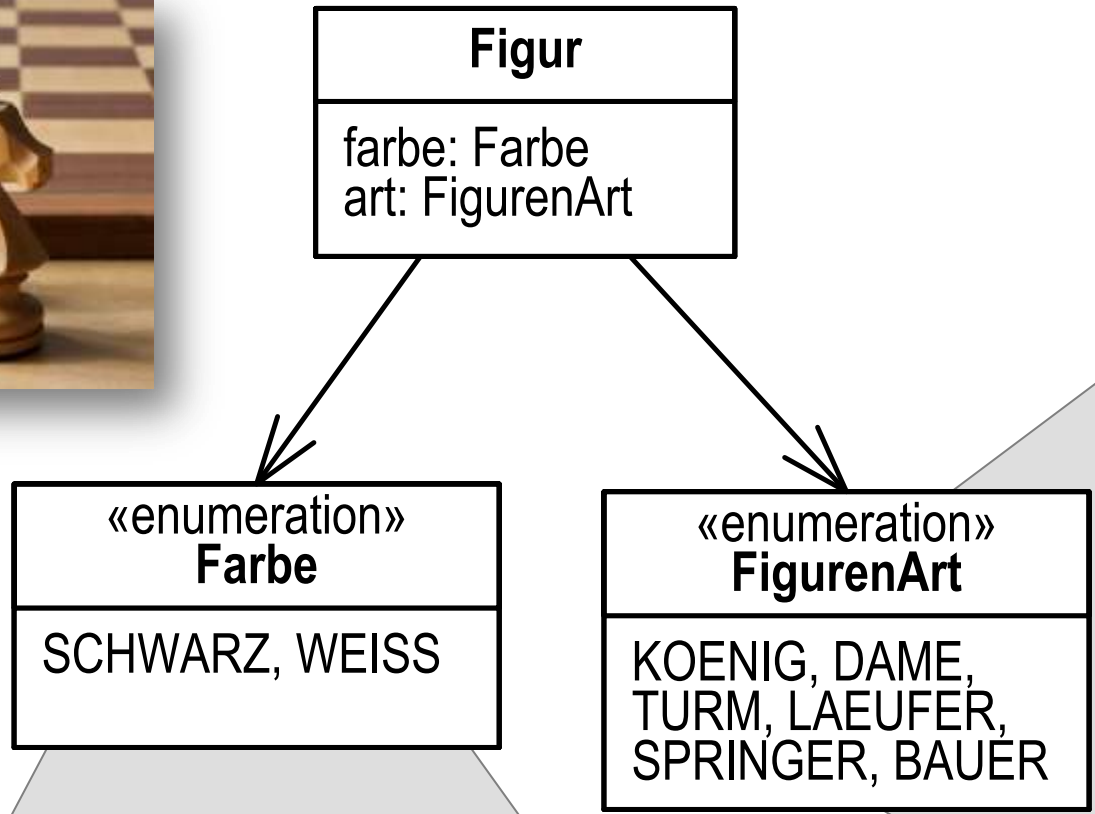 Figur
farbe: Farbe
art: FigurenArt
«enumeration»
Farbe
SCHWARZ, WEISS
«enumeration»
FigurenArt
KOENIG, DAME,
TURM, LAEUFER,
SPRINGER, BAUER